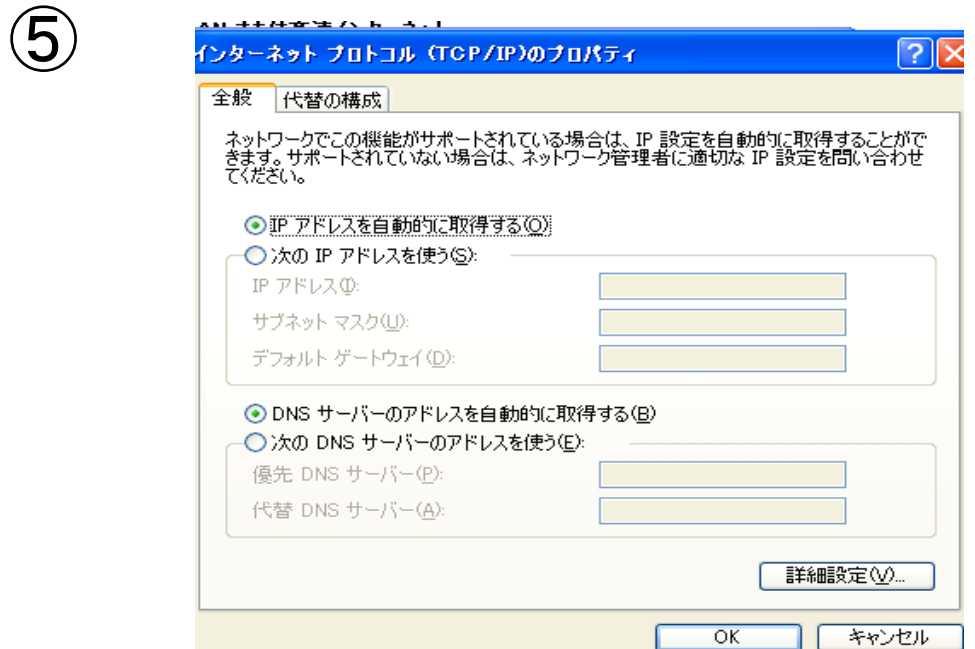 ⑤
インターネット プロトコル (TCP/IP)のプロパティ
全般
代替の構成
ネットワークでこの機能がサポートされている場合は、IP 設定を自動的に取得することがで
きます。サポートされていない場合は、ネットワーク管理者に適切な IP 設定を問い合わせ
てください。
IP アドレスを自動的に取得する(O)
次の IP アドレスを使う(S):
IP アドレス(I):
サブネット マスク(U):
デフォルト ゲートウェイ(D):
DNS サーバーのアドレスを自動的に取得する(B)
次の DNS サーバーのアドレスを使う(E):
優先 DNS サーバー(P):
代替 DNS サーバー(A):
詳細設定(V)...
OK
キャンセル